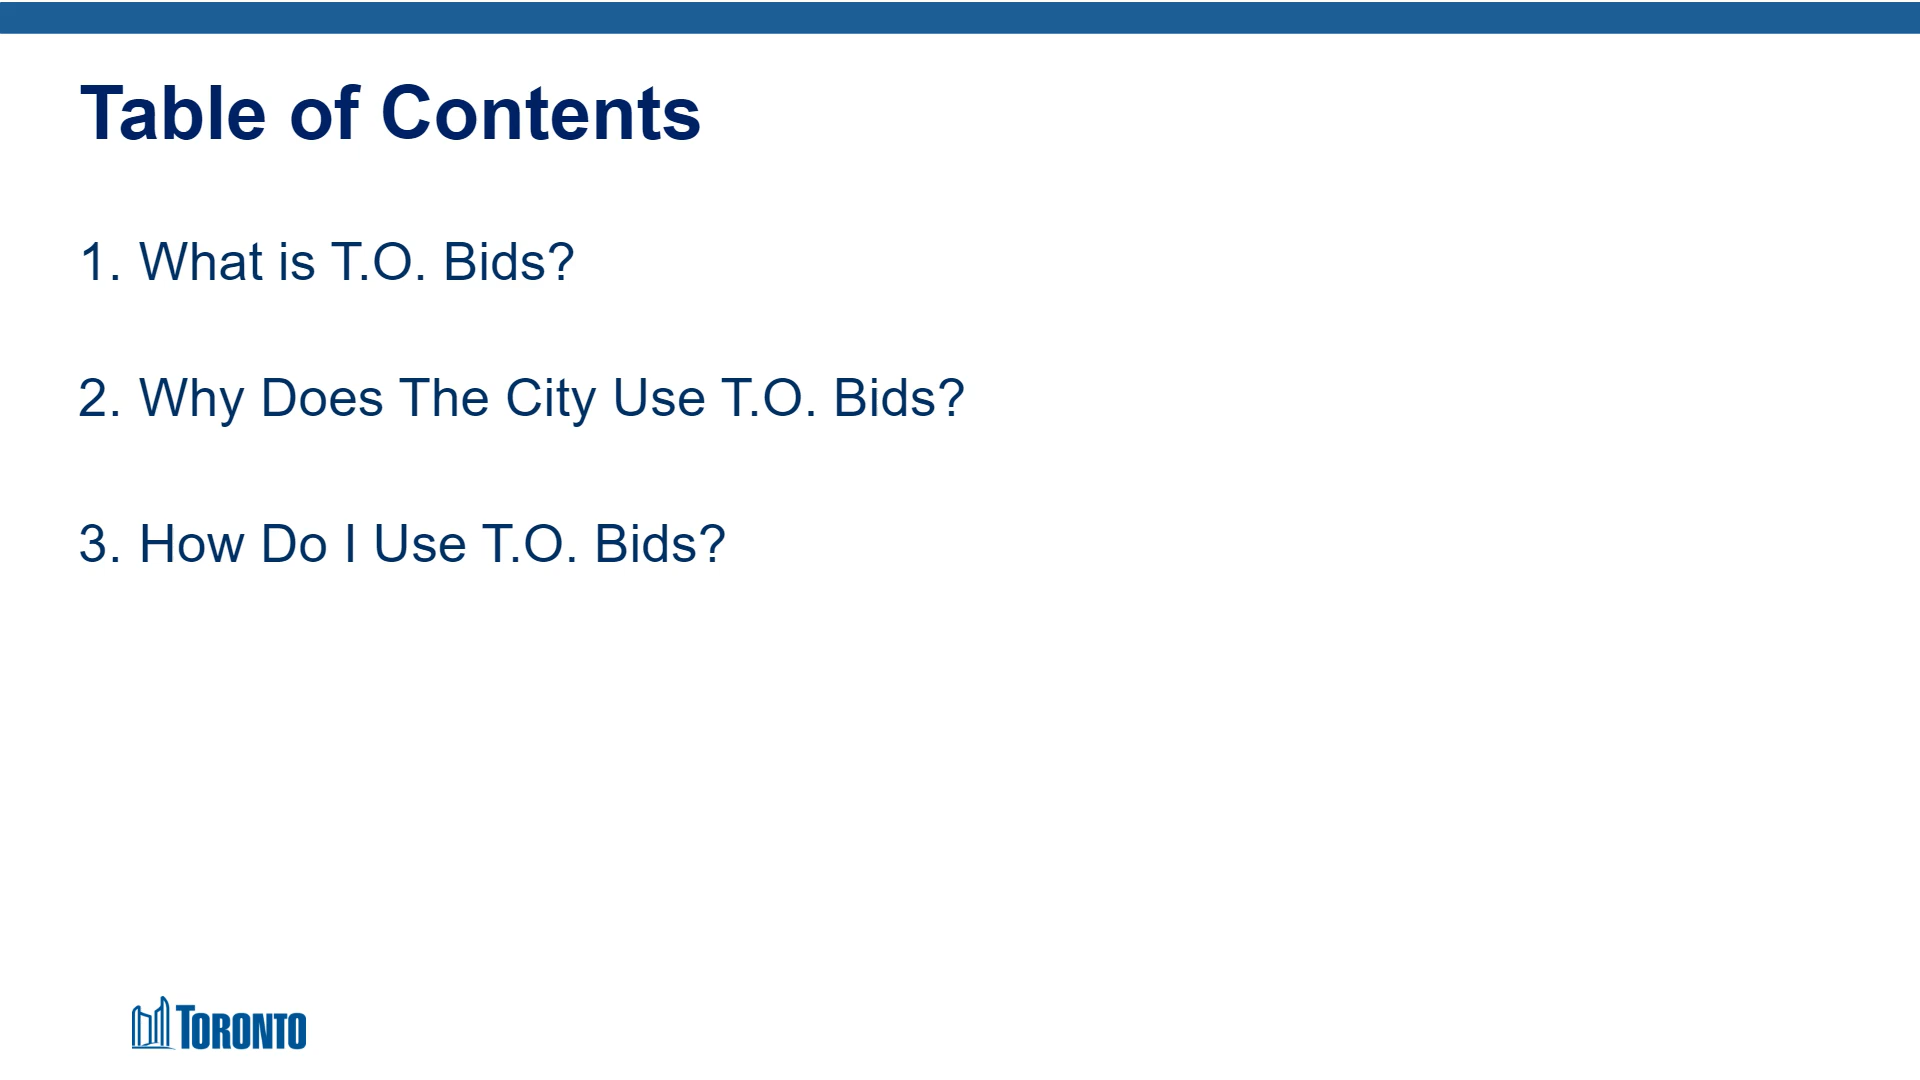 Table of Contents
1. What is T.O. Bids?
2. Why Does The City Use T.O. Bids?
3. How Do I Use T.O. Bids?
TORONTO